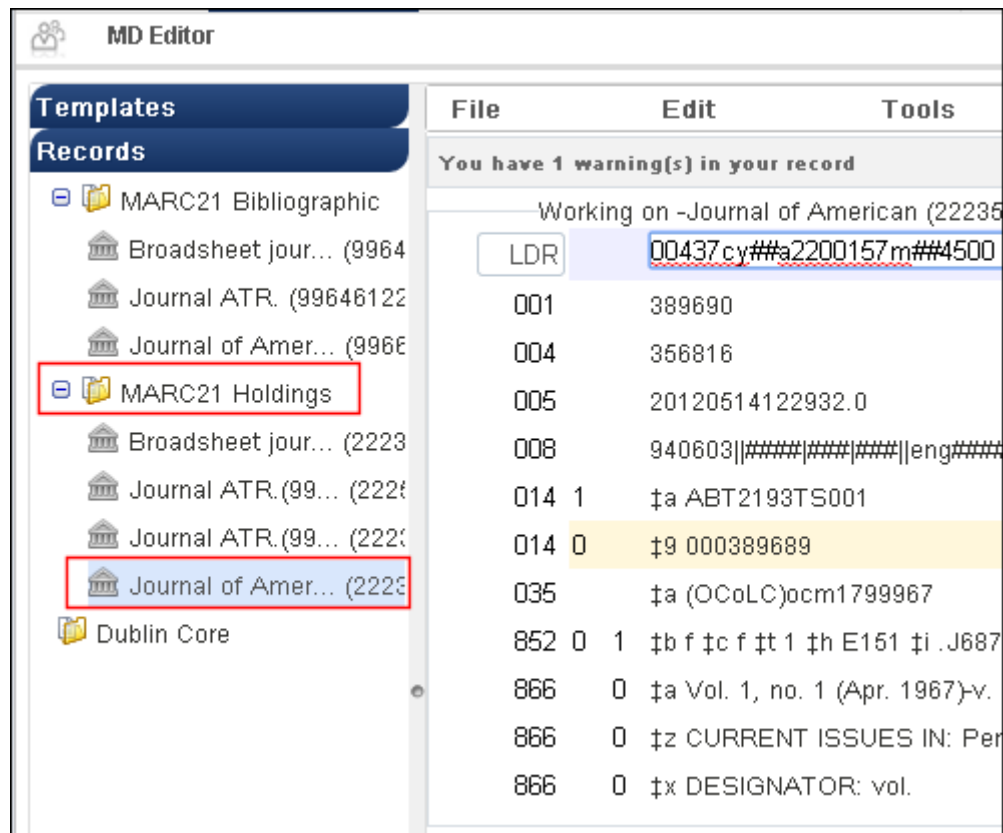 MD Editor
Templates
Records
MARC21 Bibliographic
Broadsheet jour... (9964
Journal ATR. (99646122
Journal of Amer... (9966
MARC21 Holdings
Broadsheet jour... (2223
Journal ATR.(99... (222
Journal ATR.(99... (222
Journal of Amer... (2223
Dublin Core
File Edit Tools
You have 1 warning(s) in your record
Working on -Journal of American (22235
LDR 00437cy##a2200157m##4500
001 389690
004 356816
005 20120514122932.0
008 940603||####|###|###||eng####
014 1 ‡a ABT2193TS001
014 0 ‡9 000389689
035 ‡a (OCoLC)ocm1799967
852 0 1 ‡b f ‡c f ‡t 1 ‡h E151 ‡i .J687
866 0 ‡a Vol. 1, no. 1 (Apr. 1967)-v.
866 0 ‡z CURRENT ISSUES IN: Per
866 0 ‡x DESIGNATOR: vol.